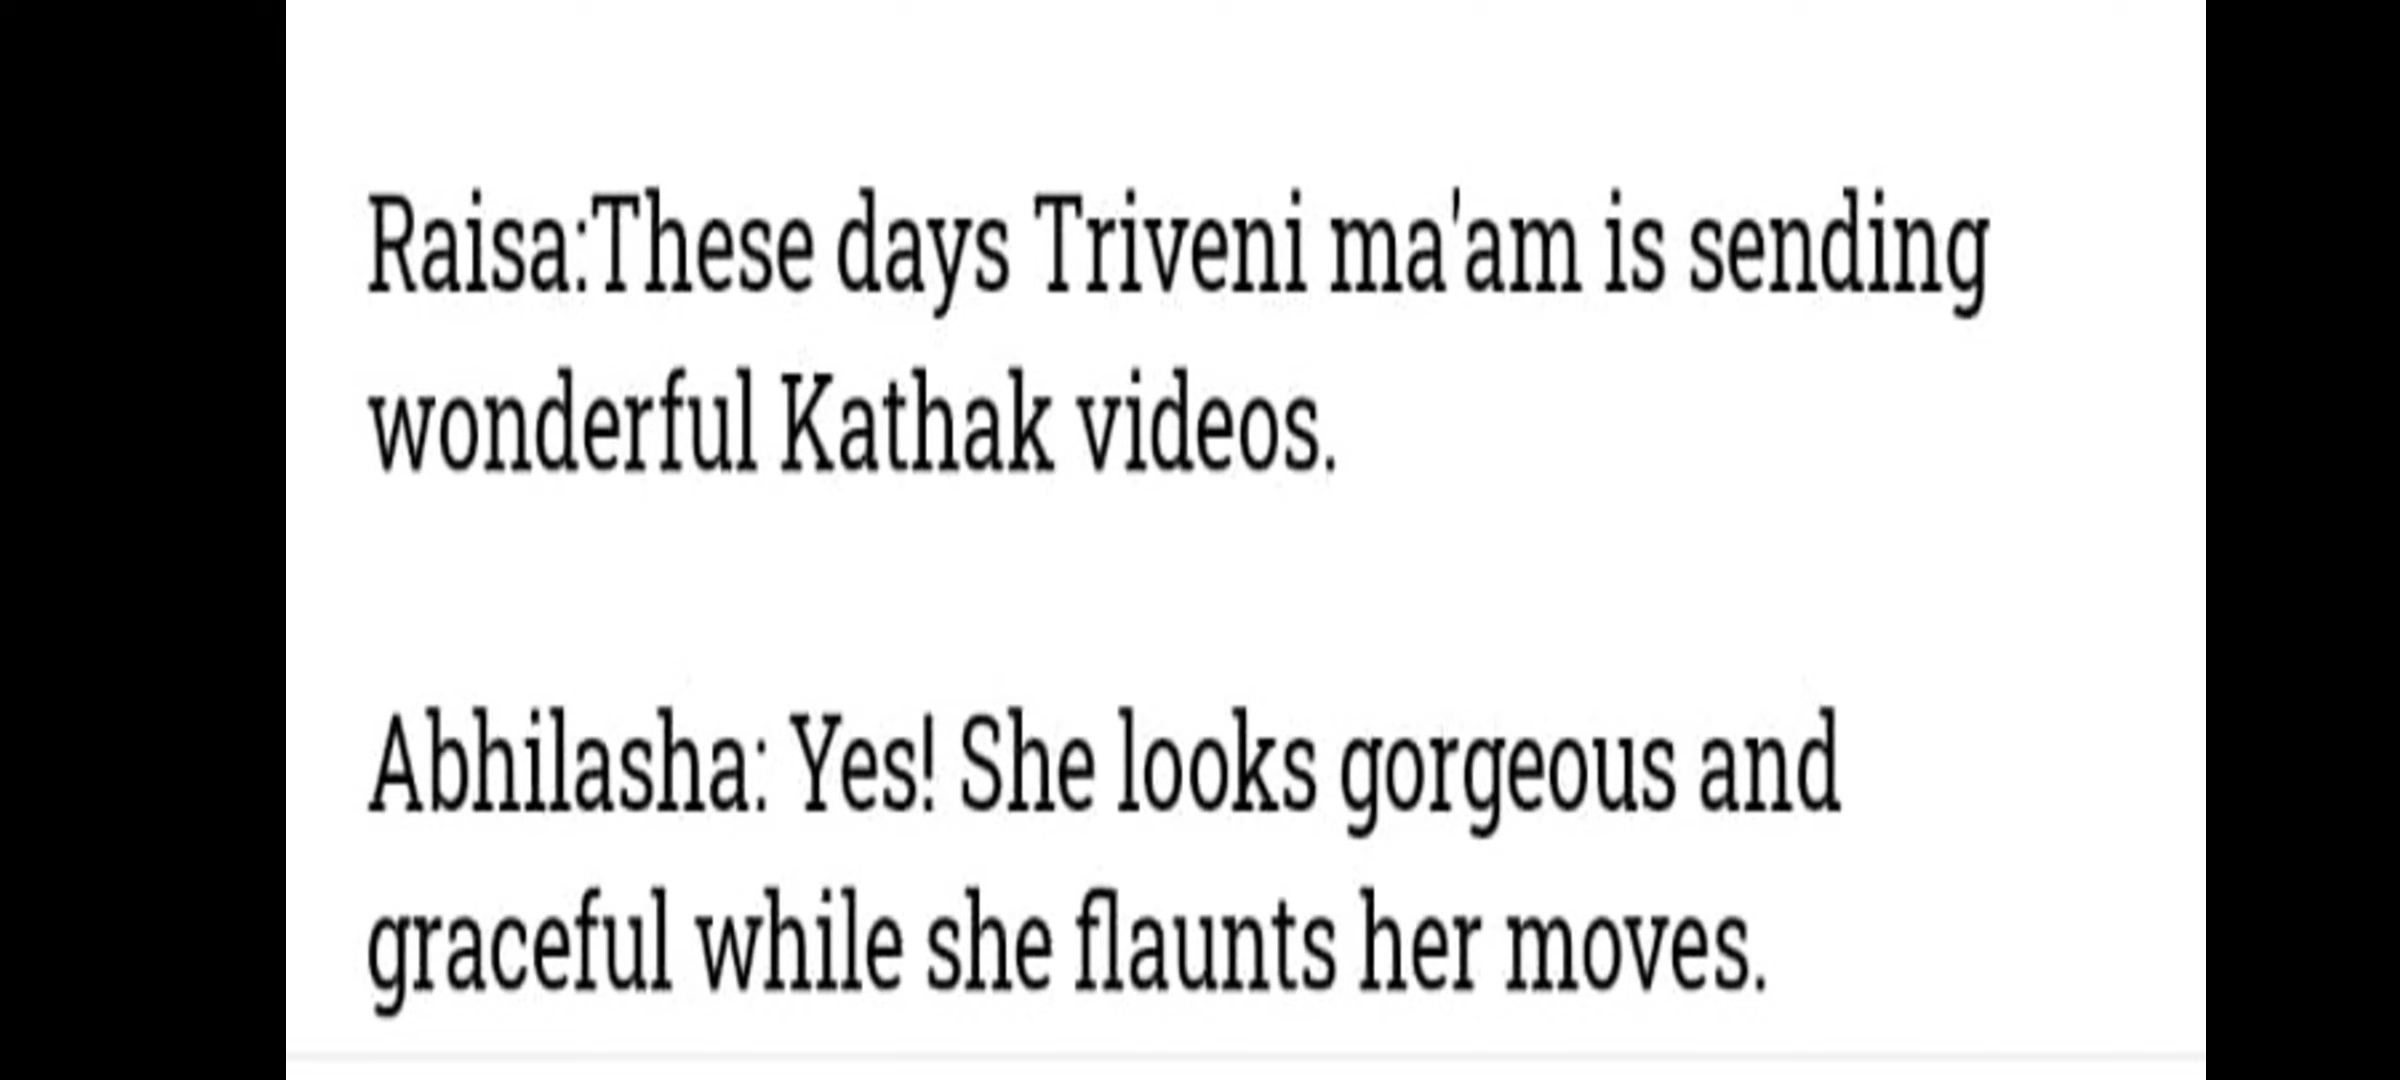 Raisa:These days Triveni ma'am is sending
wonderful Kathak videos.
Abhilasha: Yes! She looks gorgeous and
graceful while she flaunts her moves.